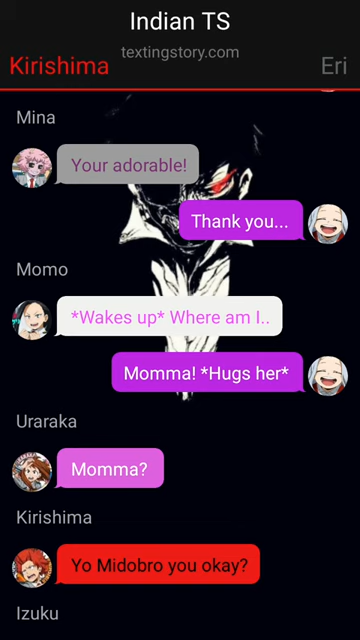 Indian TS
textingstory.com
Kirishima
Eri
Mina
Your adorable!
Thank you...
Momo
*Wakes up* Where am I..
Momma! *Hugs her*
Uraraka
Momma?
Kirishima
Yo Midobro you okay?
Izuku